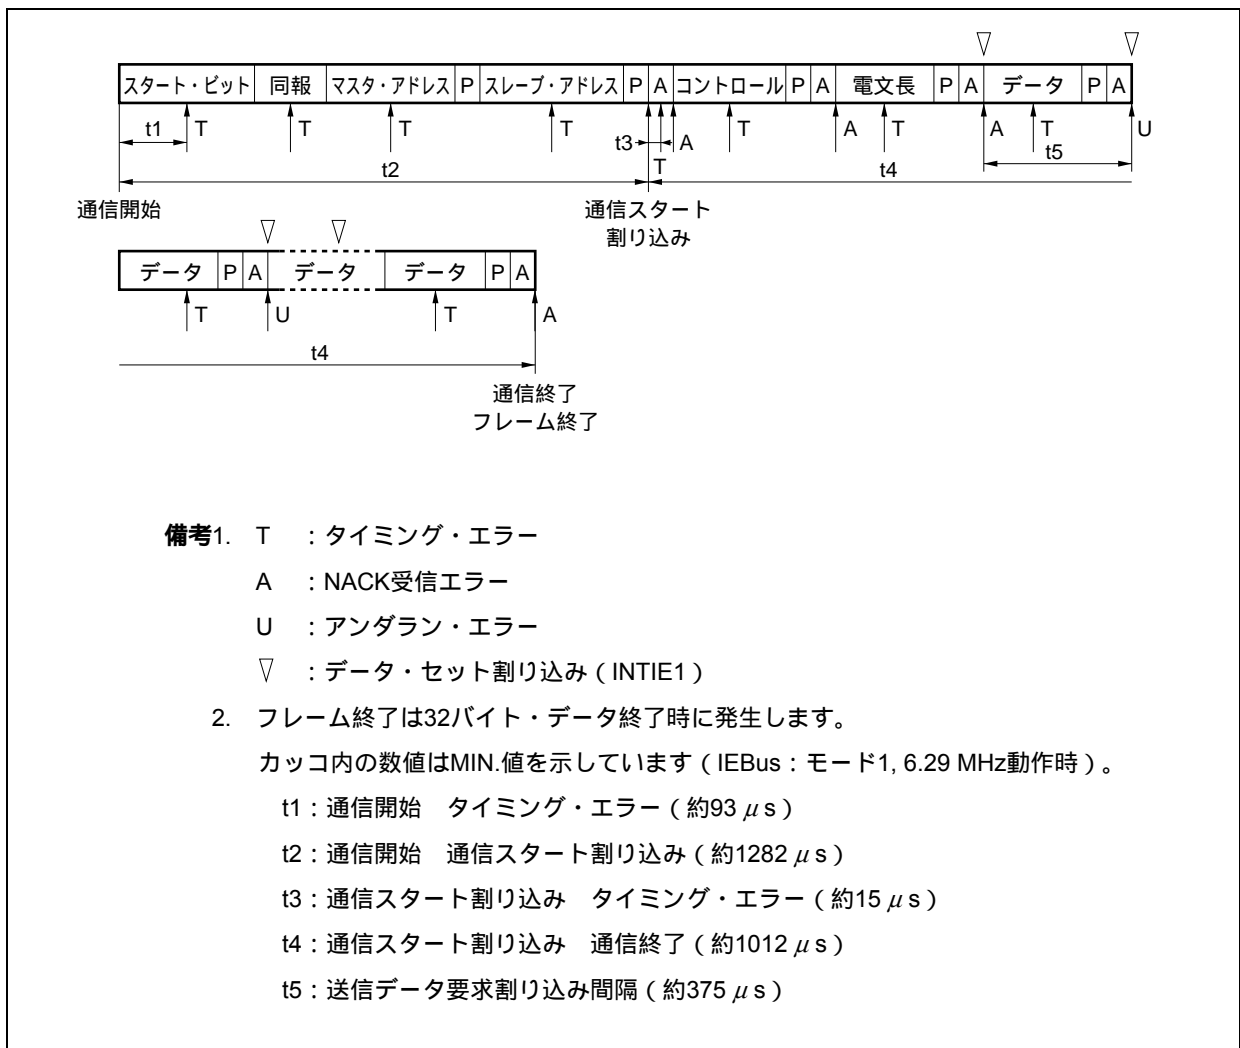 スタート・ビット 同報 マスタ・アドレス P スレーブ・アドレス P A コントロール P A 電文長 P A データ P A
t1 T T T T t3 A T A T A T U
T t5
t2 t4
通信開始 通信スタート
割り込み
データ P A データ データ P A
T U T A
t4
通信終了
フレーム終了
備考1. T :タイミング・エラー
A :NACK受信エラー
U :アンダラン・エラー
▽ :データ・セット割り込み(INTIE1)
2. フレーム終了は32バイト・データ終了時に発生します。
カッコ内の数値はMIN.値を示しています(IEBus:モード1, 6.29 MHz動作時)。
t1:通信開始 タイミング・エラー(約93 μs)
t2:通信開始 通信スタート割り込み(約1282 μs)
t3:通信スタート割り込み タイミング・エラー(約15 μs)
t4:通信スタート割り込み 通信終了(約1012 μs)
t5:送信データ要求割り込み間隔(約375 μs)